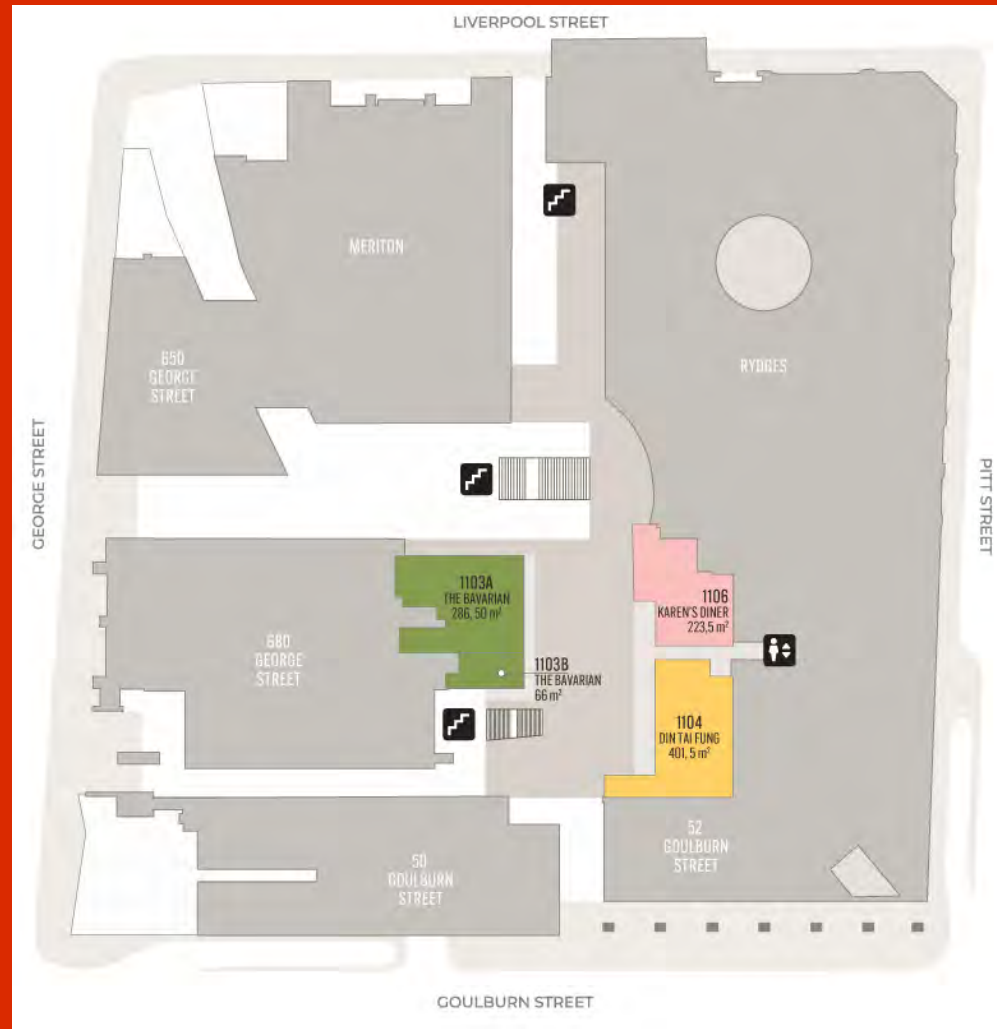 LIVERPOOL STREET
MERITON
650
GEORGE
STREET
RYDGES
GEORGE STREET
PITT STREET
1103A
THE BAVARIAN
286, 50 m²
1106
KAREN'S DINER
223,5 m²
680
GEORGE
STREET
1103B
THE BAVARIAN
66 m²
1104
DIN TAI FUNG
401, 5 m²
52
GOULBURN
STREET
50
GOULBURN
STREET
GOULBURN STREET